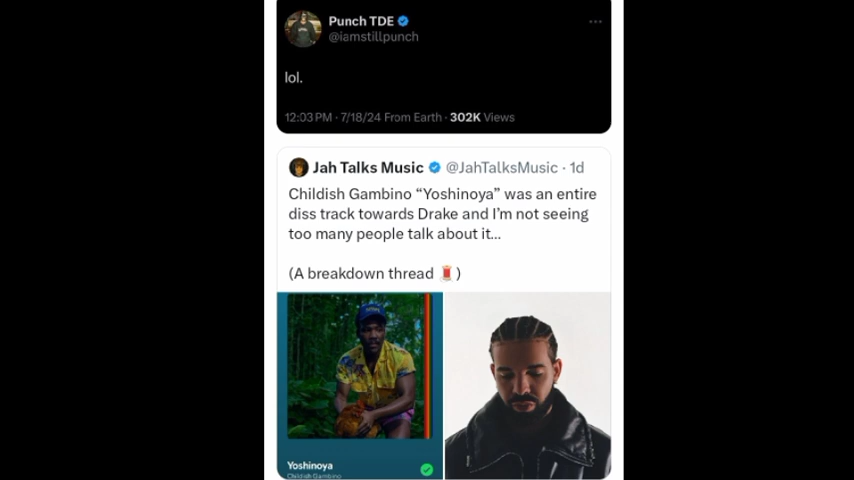 Punch TDE
@iamstillpunch
lol.
12:03 PM · 7/18/24 From Earth · 302K Views
Jah Talks Music @JahTalksMusic · 1d
Childish Gambino “Yoshinoya” was an entire
diss track towards Drake and I’m not seeing
too many people talk about it...
(A breakdown thread 🧵)
Yoshinoya
Childish Gambino